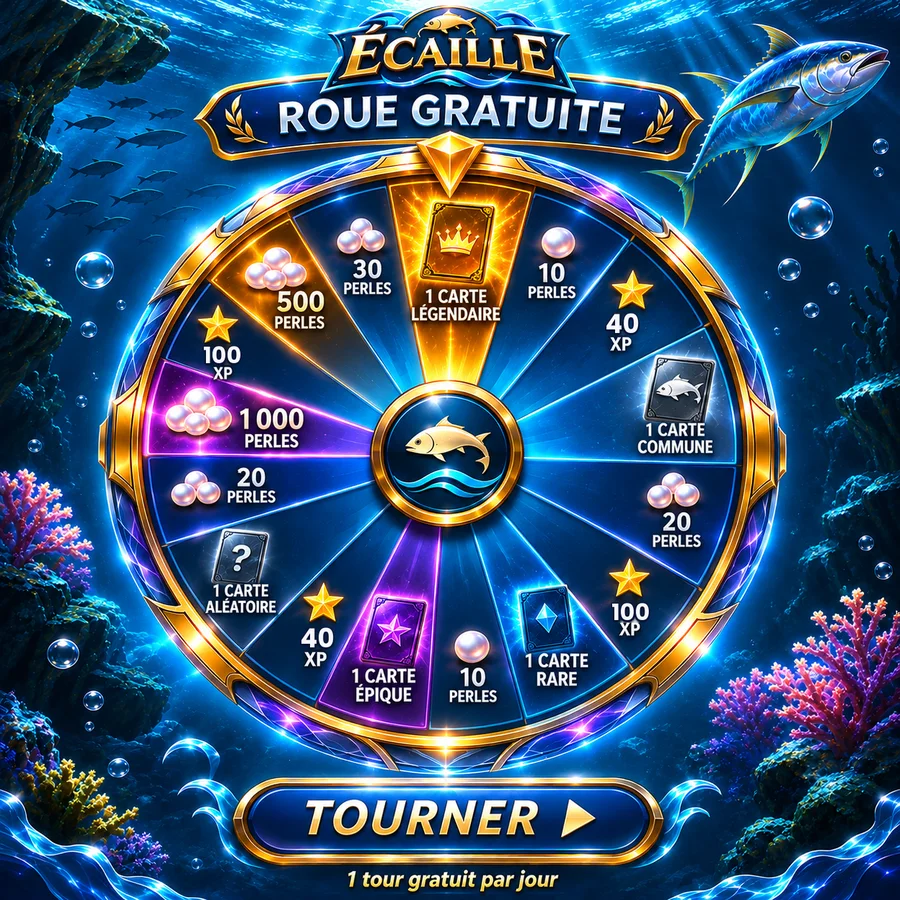 ÉCAILLE
ROUE GRATUITE
1 CARTE
LÉGENDAIRE
10
PERLES
40
XP
1 CARTE
COMMUNE
20
PERLES
100
XP
1 CARTE
RARE
10
PERLES
1 CARTE
ÉPIQUE
40
XP
?
1 CARTE
ALÉATOIRE
20
PERLES
1 000
PERLES
100
XP
500
PERLES
30
PERLES
TOURNER
1 tour gratuit par jour